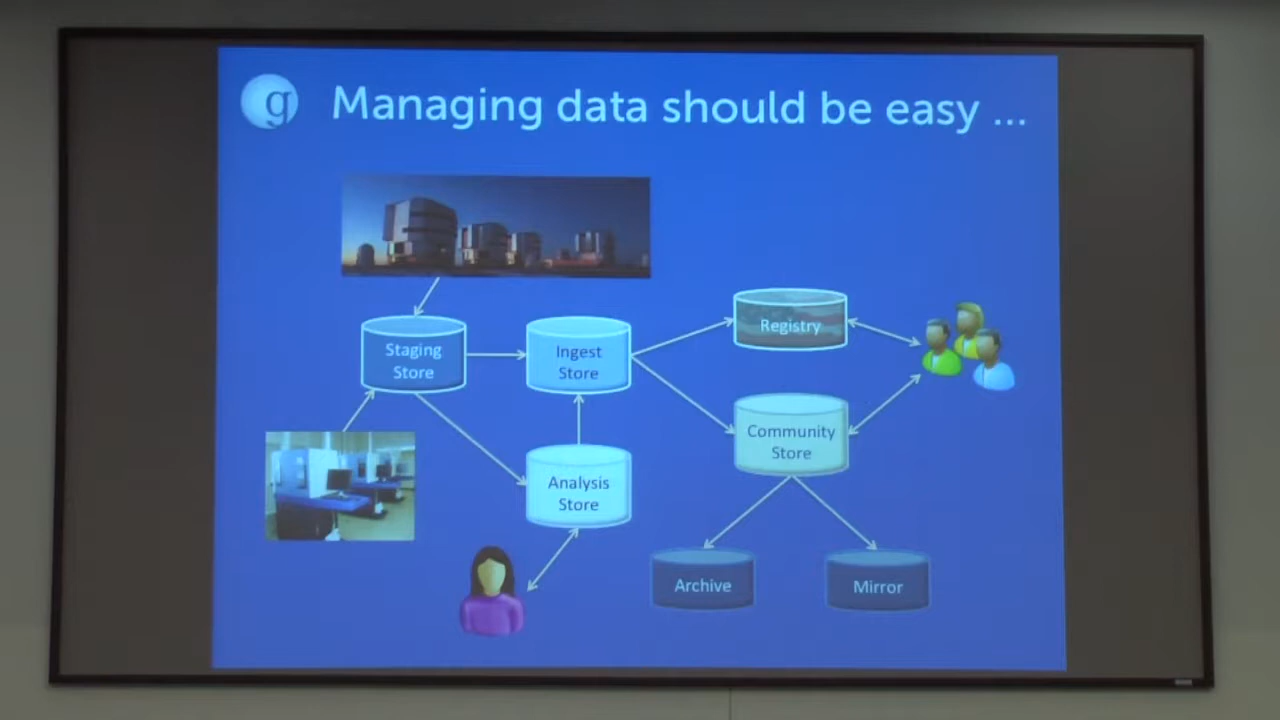 g
Managing data should be easy ...
Staging
Store
Ingest
Store
Registry
Community
Store
Analysis
Store
Archive
Mirror